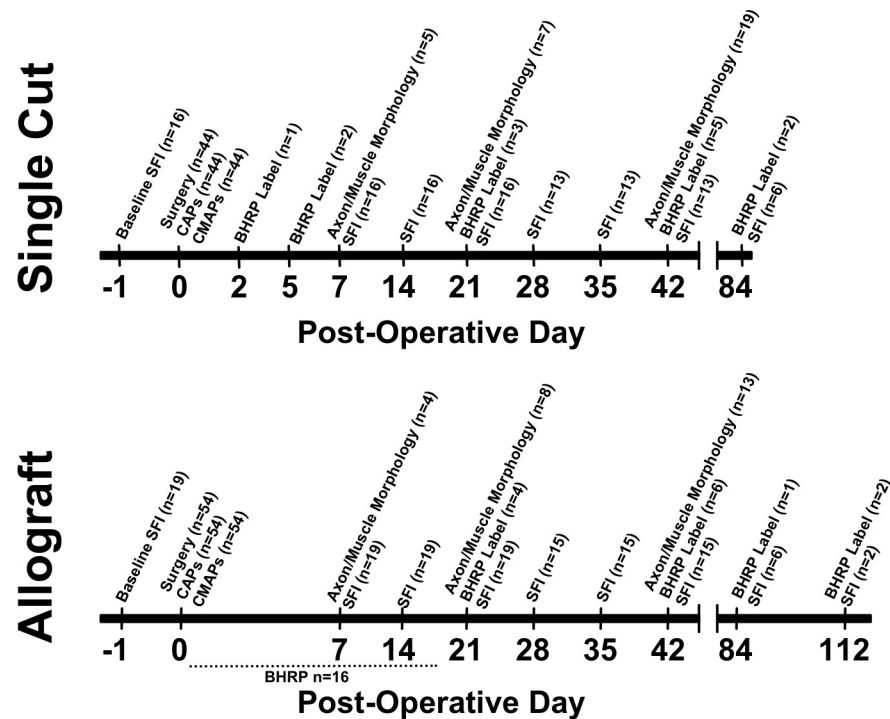 Single Cut
Baseline SFI (n=16)
Surgery (n=44)
CAPs (n=44)
CMAPs (n=44)
BHRP Label (n=1)
BHRP Label (n=2)
Axon/Muscle Morphology (n=5)
SFI (n=16)
SFI (n=16)
Axon/Muscle Morphology (n=7)
BHRP Label (n=3)
SFI (n=16)
SFI (n=13)
SFI (n=13)
Axon/Muscle Morphology (n=19)
BHRP Label (n=5)
SFI (n=13)
BHRP Label (n=2)
SFI (n=6)
-1 0 2 5 7 14 21 28 35 42 84
Post-Operative Day
Allograft
Baseline SFI (n=19)
Surgery (n=54)
CAPs (n=54)
CMAPs (n=54)
Axon/Muscle Morphology (n=4)
SFI (n=19)
SFI (n=19)
Axon/Muscle Morphology (n=8)
BHRP Label (n=4)
SFI (n=19)
SFI (n=15)
SFI (n=15)
Axon/Muscle Morphology (n=13)
BHRP Label (n=6)
SFI (n=15)
BHRP Label (n=1)
SFI (n=6)
BHRP Label (n=2)
SFI (n=2)
-1 0 7 14 21 28 35 42 84 112
BHRP n=16
Post-Operative Day